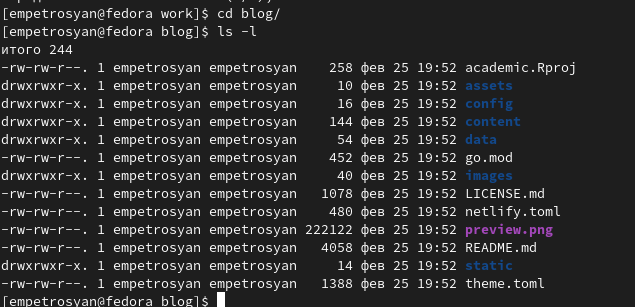 [empetrosyan@fedora work]$ cd blog/
[empetrosyan@fedora blog]$ ls -l
итого 244
-rw-rw-r--. 1 empetrosyan empetrosyan    258 фев 25 19:52 academic.Rproj
drwxrwxr-x. 1 empetrosyan empetrosyan     10 фев 25 19:52 assets
drwxrwxr-x. 1 empetrosyan empetrosyan     16 фев 25 19:52 config
drwxrwxr-x. 1 empetrosyan empetrosyan    144 фев 25 19:52 content
drwxrwxr-x. 1 empetrosyan empetrosyan     54 фев 25 19:52 data
-rw-rw-r--. 1 empetrosyan empetrosyan    452 фев 25 19:52 go.mod
drwxrwxr-x. 1 empetrosyan empetrosyan     40 фев 25 19:52 images
-rw-rw-r--. 1 empetrosyan empetrosyan   1078 фев 25 19:52 LICENSE.md
-rw-rw-r--. 1 empetrosyan empetrosyan    480 фев 25 19:52 netlify.toml
-rw-rw-r--. 1 empetrosyan empetrosyan 222122 фев 25 19:52 preview.png
-rw-rw-r--. 1 empetrosyan empetrosyan   4058 фев 25 19:52 README.md
drwxrwxr-x. 1 empetrosyan empetrosyan     14 фев 25 19:52 static
-rw-rw-r--. 1 empetrosyan empetrosyan   1388 фев 25 19:52 theme.toml
[empetrosyan@fedora blog]$